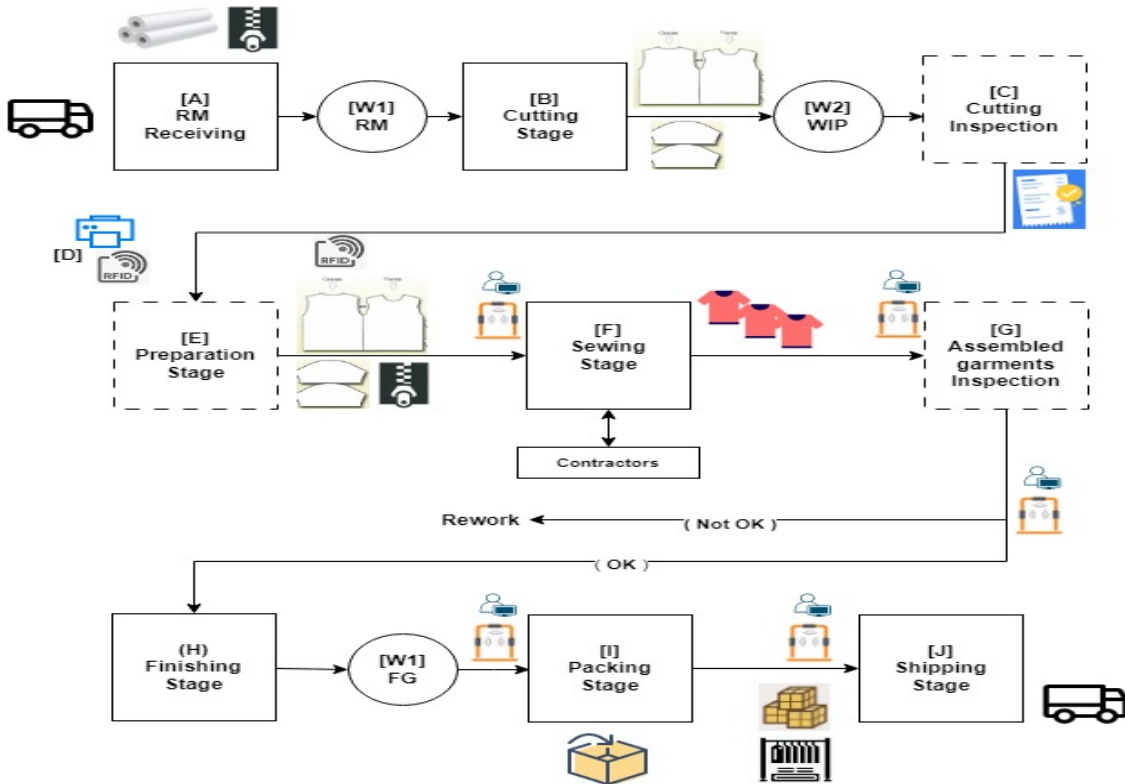 [A]
RM
Receiving
[W1]
RM
[B]
Cutting
Stage
[W2]
WIP
[C]
Cutting
Inspection
[D]
RFID
RFID
[E]
Preparation
Stage
[F]
Sewing
Stage
[G]
Assembled
garments
Inspection
Contractors
Rework
( Not OK )
( OK )
(H)
Finishing
Stage
[W1]
FG
[I]
Packing
Stage
[J]
Shipping
Stage